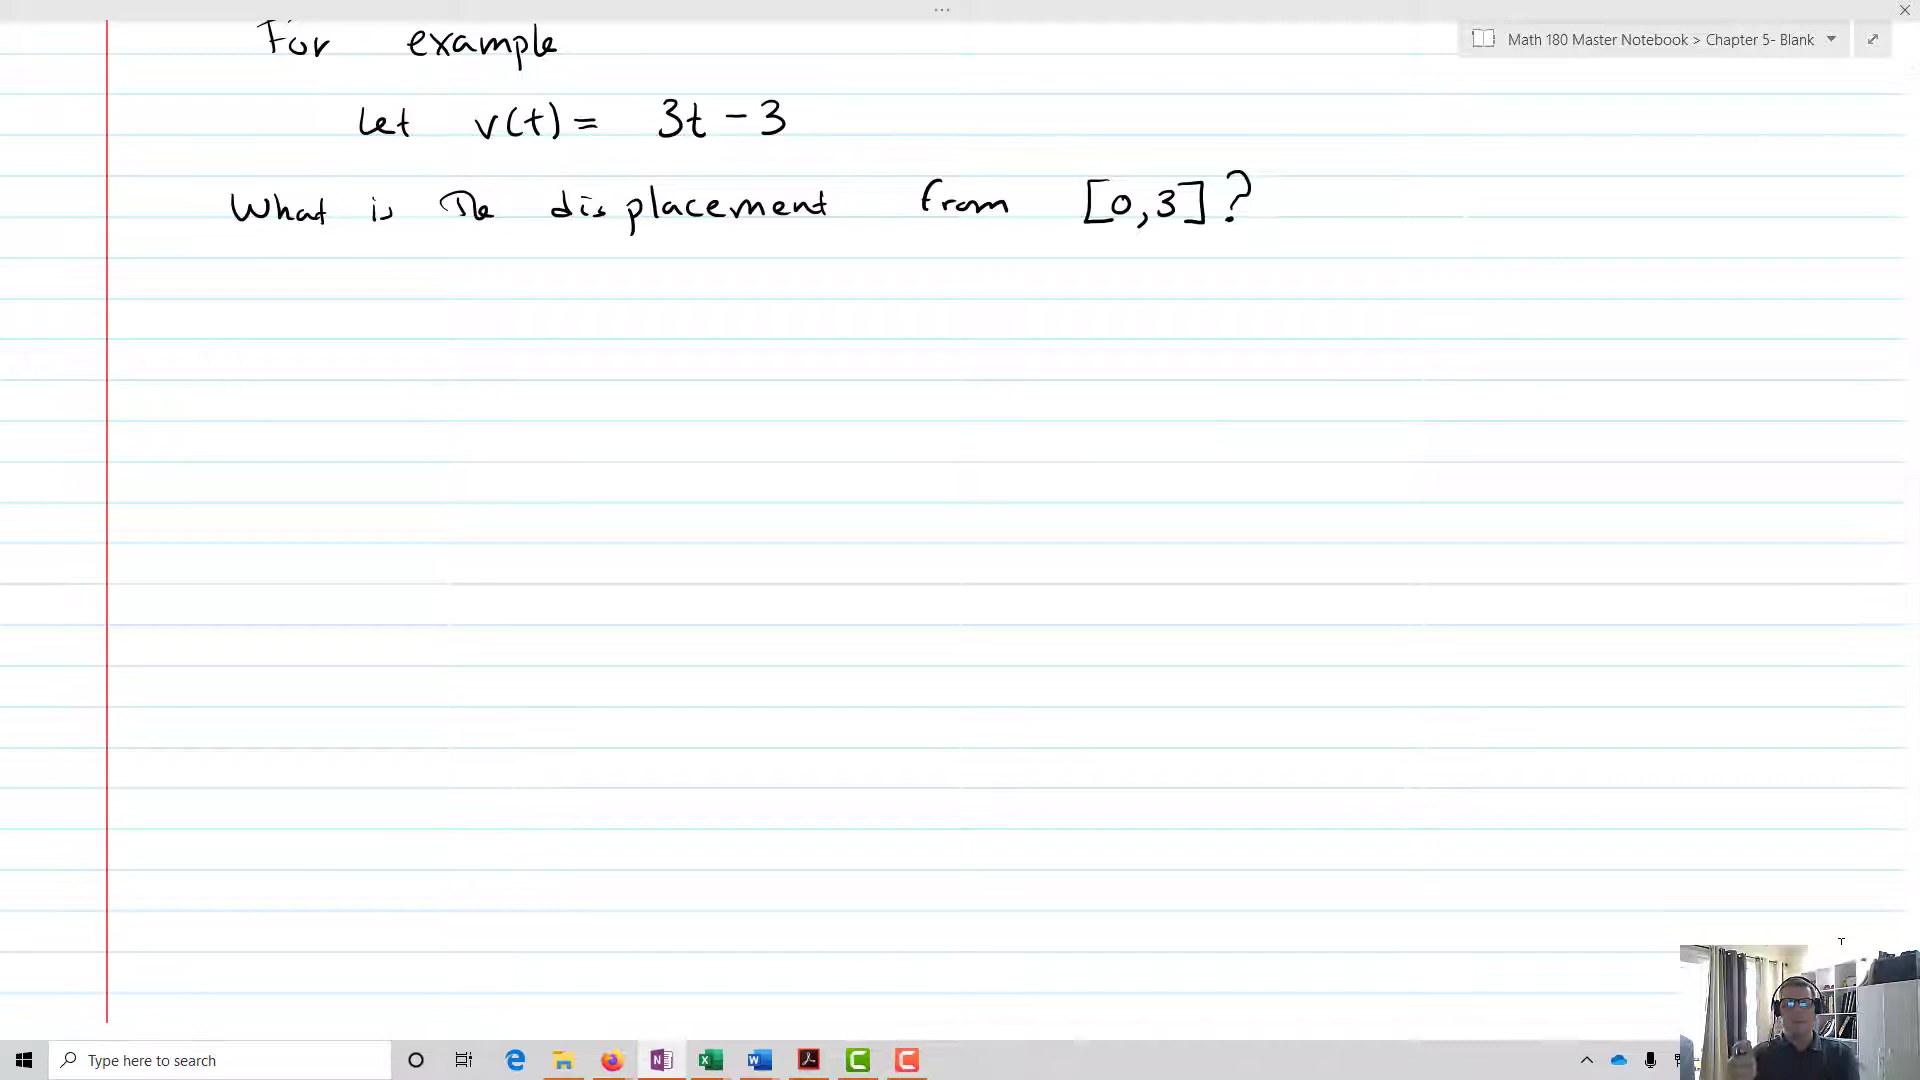 ...
Math 180 Master Notebook > Chapter 5- Blank
For example
Let v(t) = 3t - 3
What is The displacement from [0,3]?
Type here to search